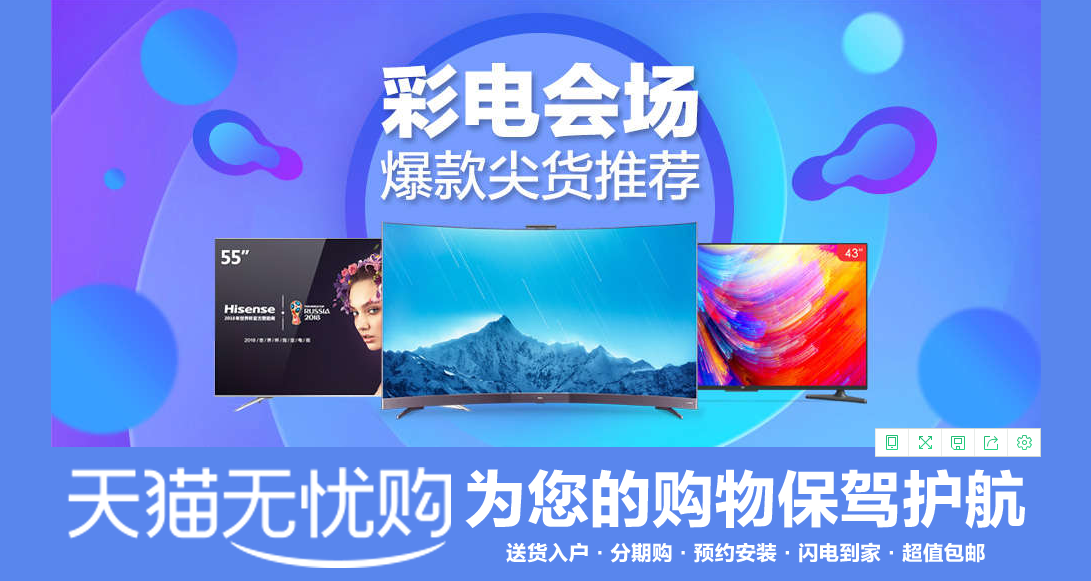 彩电会场
爆款尖货推荐
55”
43”
Hisense
RUSSIA
2018
天猫无忧购
为您的购物保驾护航
送货入户 · 分期购 · 预约安装 · 闪电到家 · 超值包邮